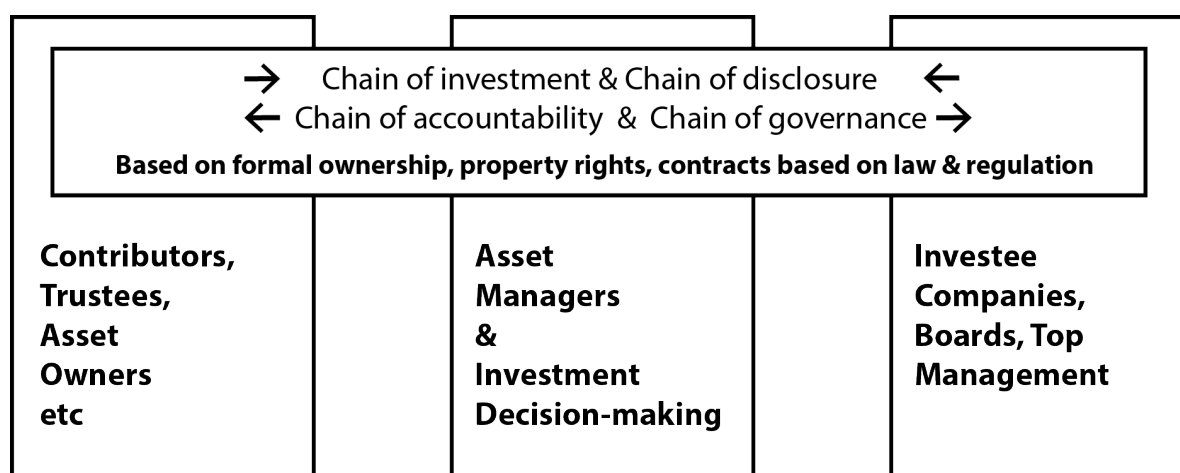 → Chain of investment & Chain of disclosure ←
← Chain of accountability & Chain of governance →
Based on formal ownership, property rights, contracts based on law & regulation
Contributors,
Trustees,
Asset
Owners
etc
Asset
Managers
&
Investment
Decision-making
Investee
Companies,
Boards, Top
Management